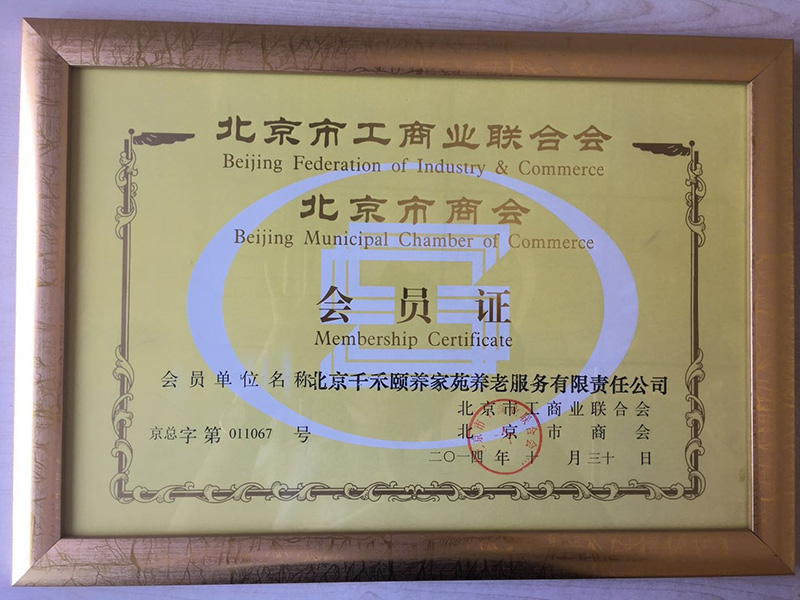 北京市工商业联合会
Beijing Federation of Industry & Commerce
北京市商会
Beijing Municipal Chamber of Commerce
会员证
Membership Certificate
会员单位名称北京千禾颐养家苑养老服务有限责任公司
北京市工商业联合会
京总字第 011067 号
北京市商会
二〇一四年十月三十日